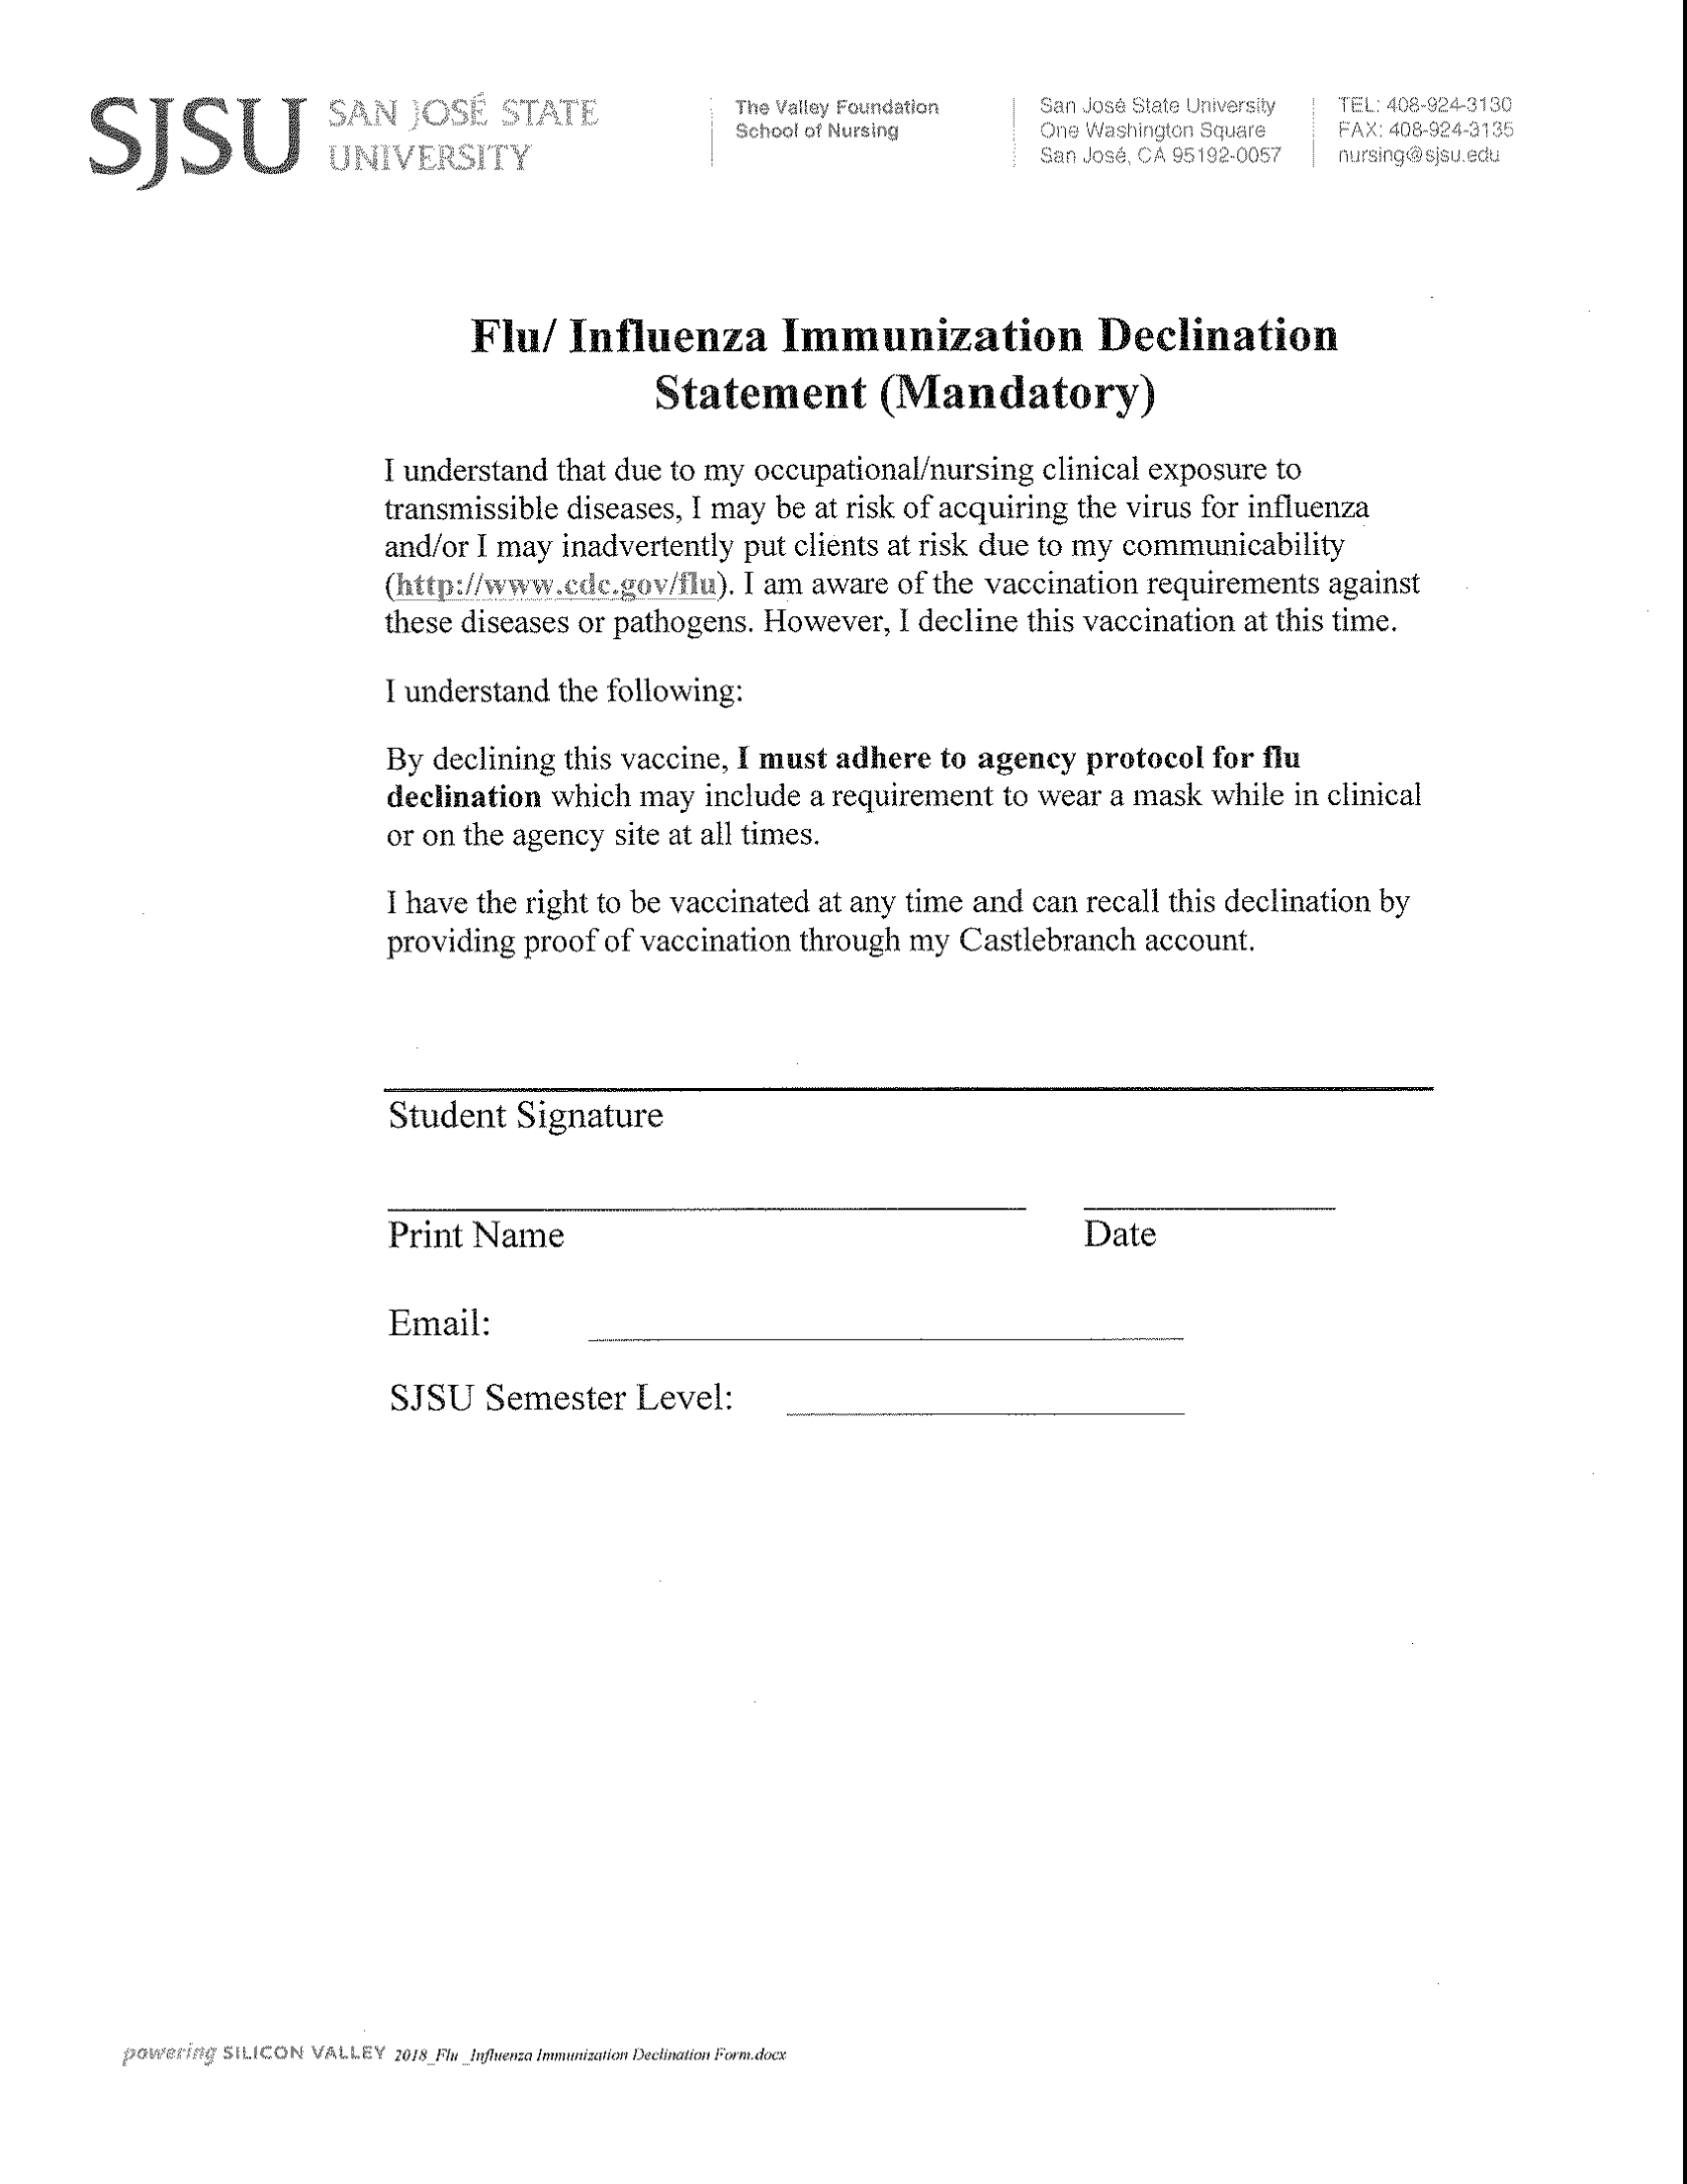 SJSU SAN JOSÉ STATE UNIVERSITY
The Valley Foundation
School of Nursing
San José State University
One Washington Square
San José, CA 95192-0057
TEL: 408-924-3130
FAX: 408-924-3135
nursing@sjsu.edu
Flu/ Influenza Immunization Declination
Statement (Mandatory)
I understand that due to my occupational/nursing clinical exposure to
transmissible diseases, I may be at risk of acquiring the virus for influenza
and/or I may inadvertently put clients at risk due to my communicability
(http://www.cdc.gov/flu). I am aware of the vaccination requirements against
these diseases or pathogens. However, I decline this vaccination at this time.
I understand the following:
By declining this vaccine, I must adhere to agency protocol for flu
declination which may include a requirement to wear a mask while in clinical
or on the agency site at all times.
I have the right to be vaccinated at any time and can recall this declination by
providing proof of vaccination through my Castlebranch account.
Student Signature
Print Name Date
Email:
SJSU Semester Level:
powering SILICON VALLEY 2018_Flu _Influenza Immunization Declination Form.docx